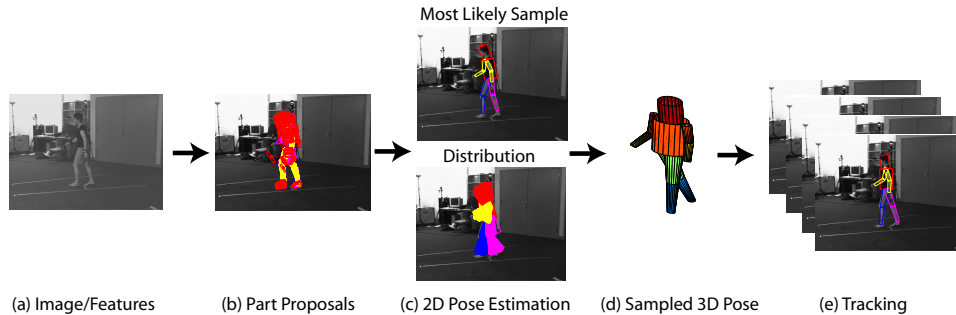 Most Likely Sample
Distribution
(a) Image/Features
(b) Part Proposals
(c) 2D Pose Estimation
(d) Sampled 3D Pose
(e) Tracking